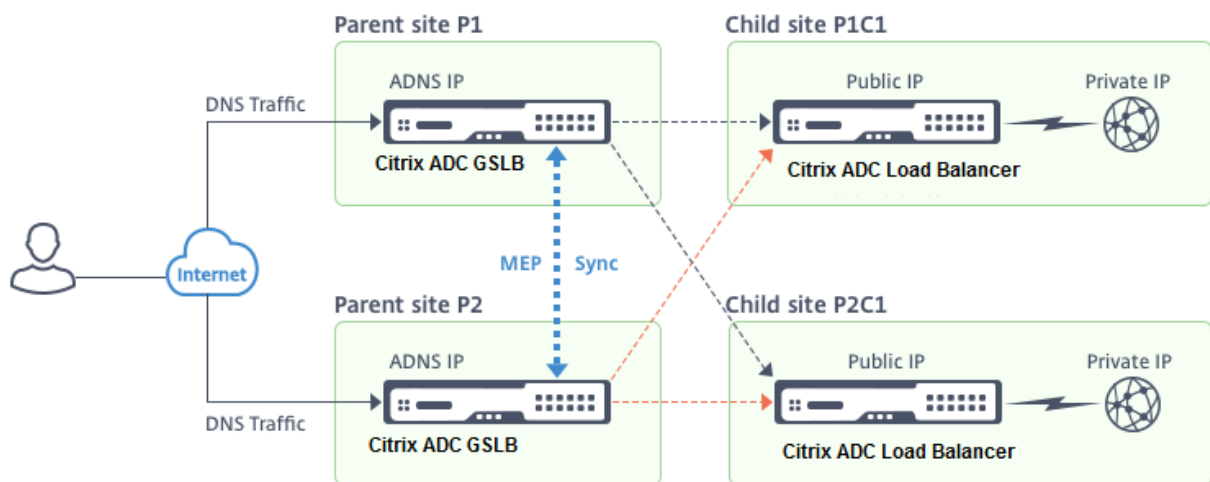 Parent site P1
Child site P1C1
ADNS IP
Public IP
Private IP
DNS Traffic
Citrix ADC GSLB
Citrix ADC Load Balancer
Internet
MEP Sync
Parent site P2
Child site P2C1
ADNS IP
Public IP
Private IP
DNS Traffic
Citrix ADC GSLB
Citrix ADC Load Balancer